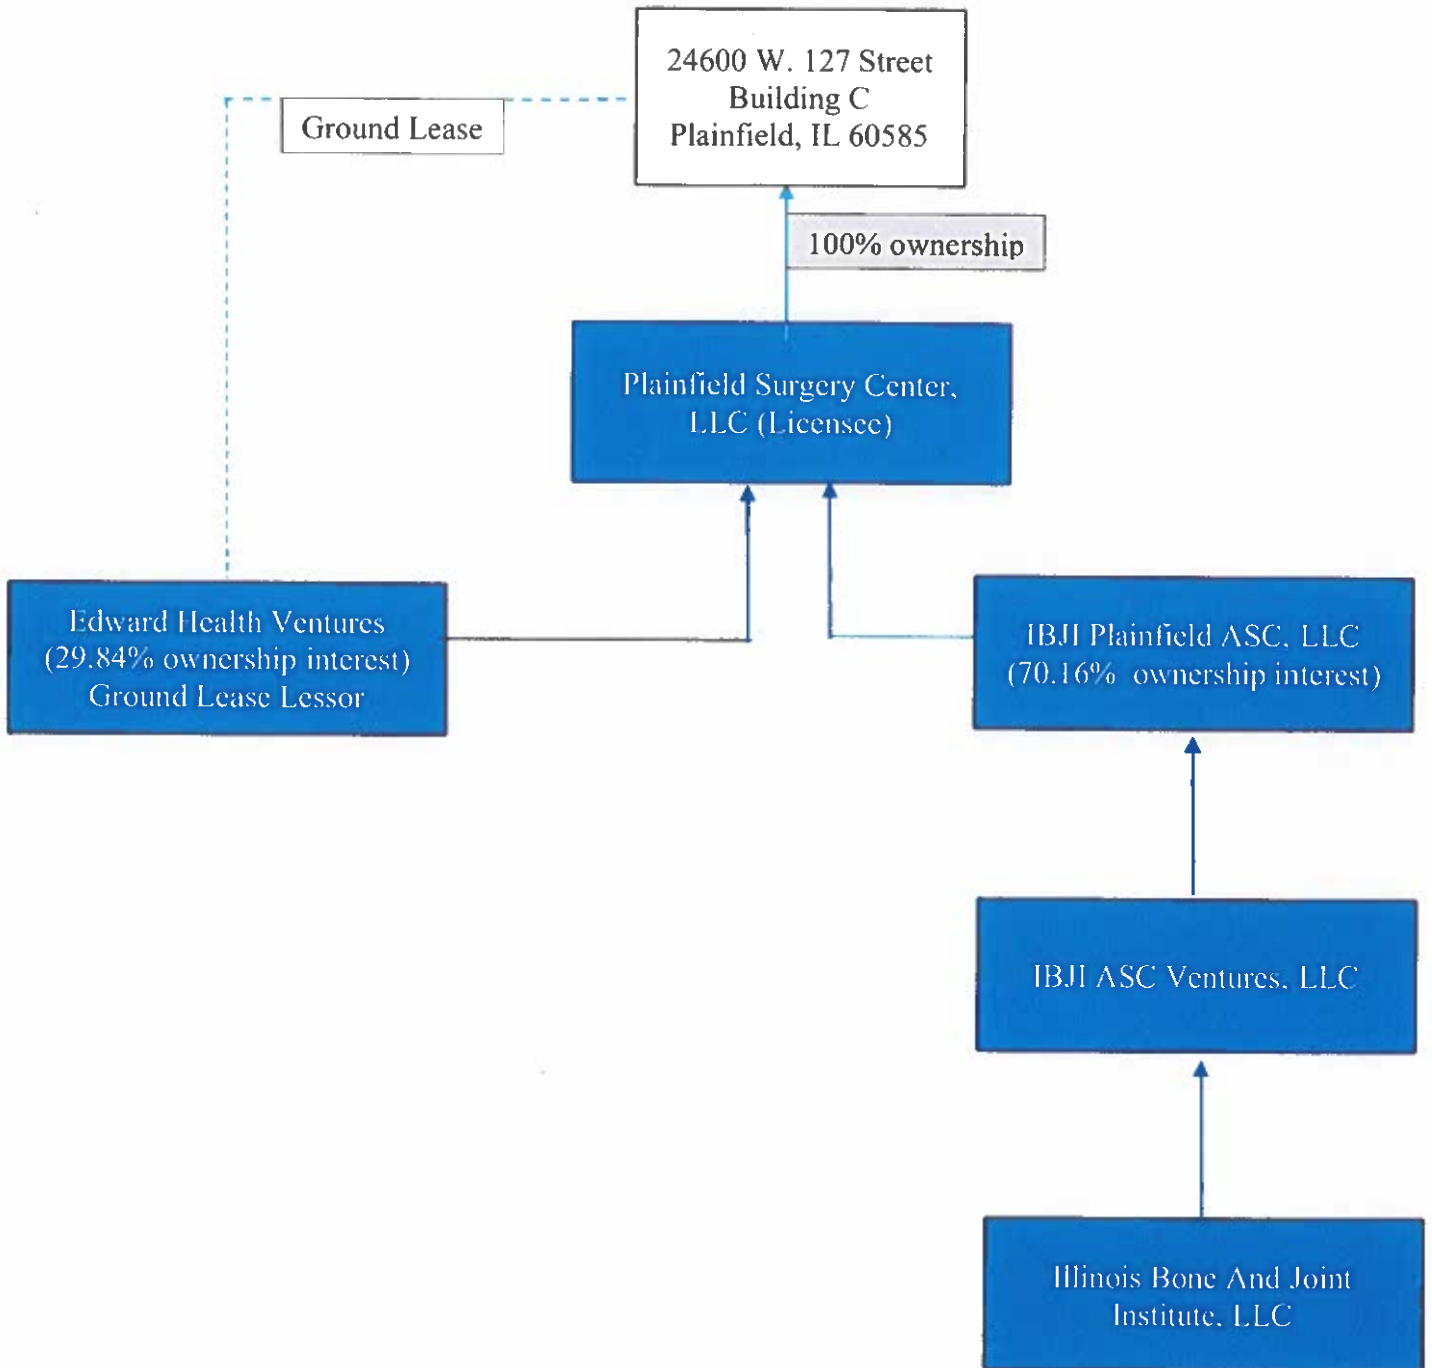 24600 W. 127 Street
Building C
Plainfield, IL 60585
Ground Lease
100% ownership
Plainfield Surgery Center,
LLC (Licensee)
Edward Health Ventures
(29.84% ownership interest)
Ground Lease Lessor
IBJI Plainfield ASC, LLC
(70.16% ownership interest)
IBJI ASC Ventures, LLC
Illinois Bone And Joint
Institute, LLC